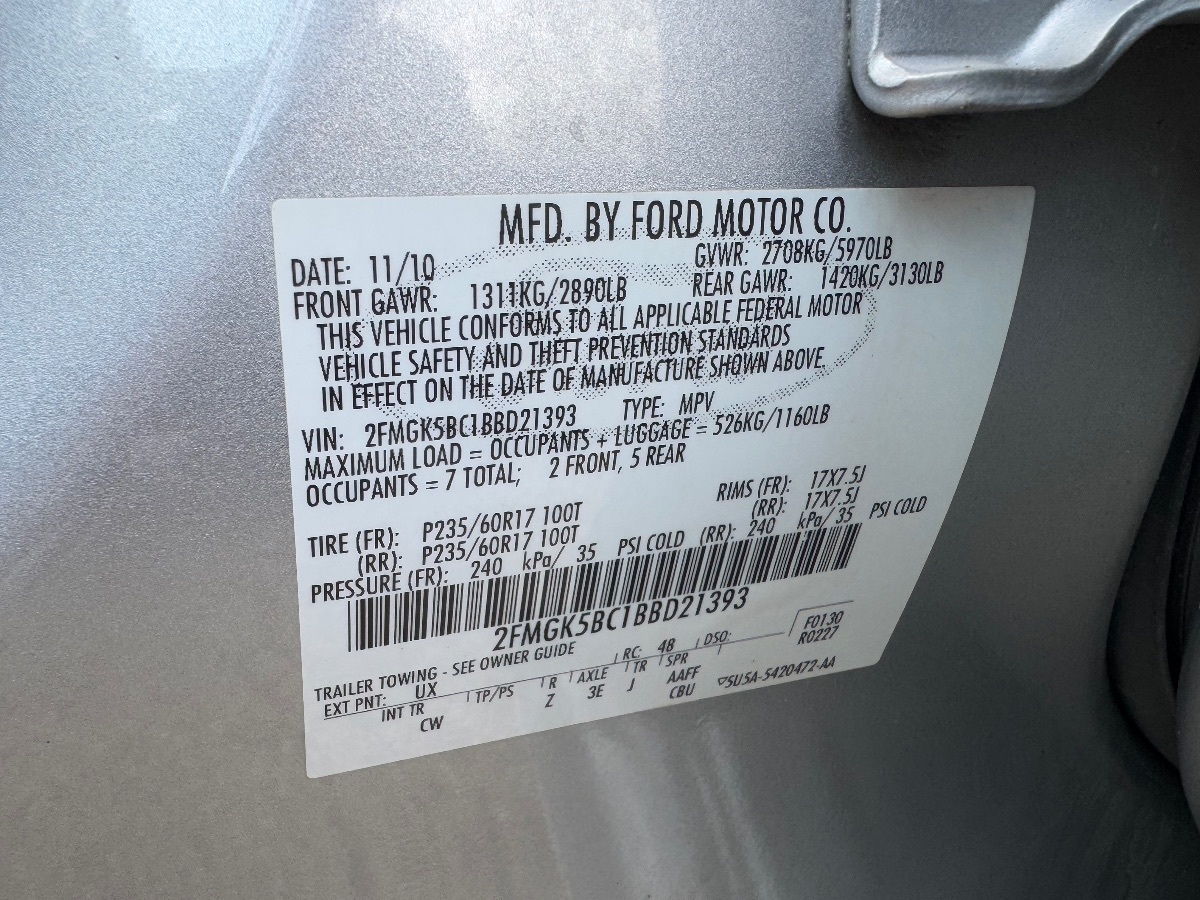 MFD. BY FORD MOTOR CO.
DATE: 11/10 GVWR: 2708KG/5970LB
FRONT GAWR: 1311KG/2890LB REAR GAWR: 1420KG/3130LB
THIS VEHICLE CONFORMS TO ALL APPLICABLE FEDERAL MOTOR
VEHICLE SAFETY AND THEFT PREVENTION STANDARDS
IN EFFECT ON THE DATE OF MANUFACTURE SHOWN ABOVE.
VIN: 2FMGK5BC1BBD21393 TYPE: MPV
MAXIMUM LOAD = OCCUPANTS + LUGGAGE = 526KG/1160LB
OCCUPANTS = 7 TOTAL; 2 FRONT, 5 REAR
TIRE (FR): P235/60R17 100T RIMS (FR): 17X7.5J
(RR): P235/60R17 100T (RR): 17X7.5J
PRESSURE (FR): 240 kPa/ 35 PSI COLD (RR): 240 kPa/ 35 PSI COLD
2FMGK5BC1BBD21393
TRAILER TOWING - SEE OWNER GUIDE F0130
EXT PNT: UX RC: 48 DSO: R0227
INT TR TP/PS R AXLE TR SPR
CW Z 3E J AAFF
CBU ▽5U5A-5420472-AA